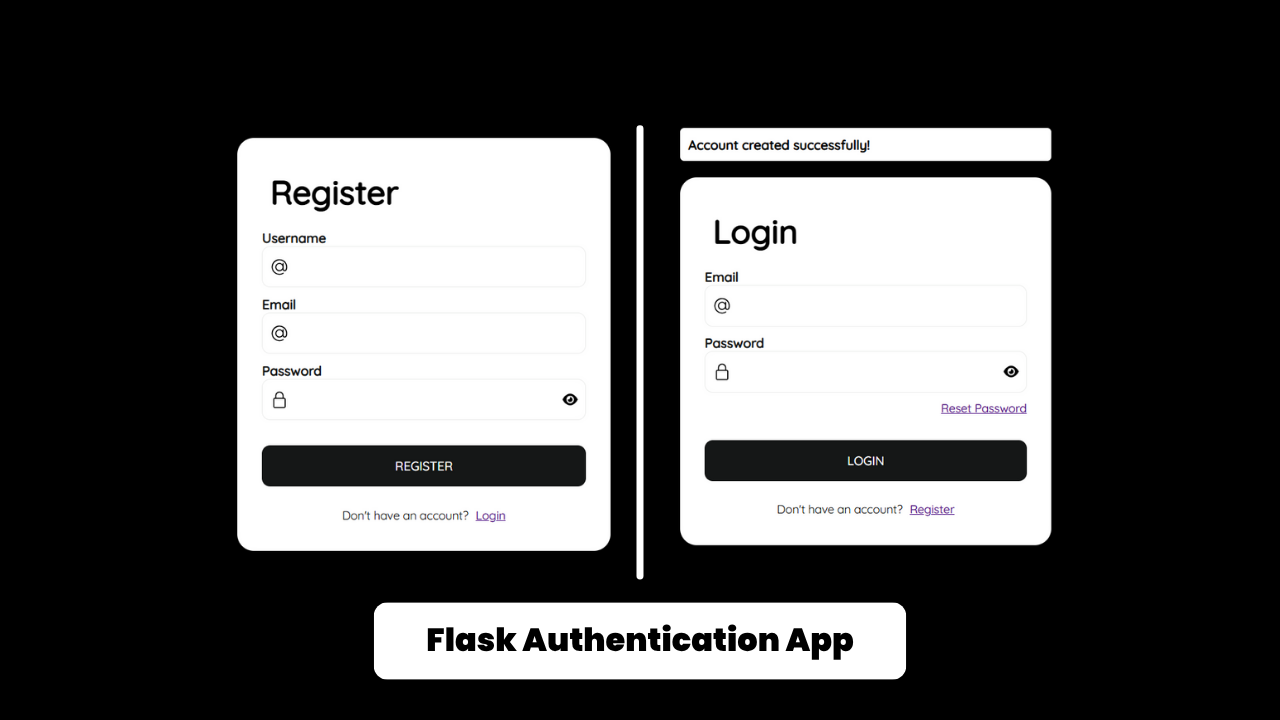 Register
Username
@
Email
@
Password
REGISTER
Don't have an account? Login
Account created successfully!
Login
Email
@
Password
Reset Password
LOGIN
Don't have an account? Register
Flask Authentication App